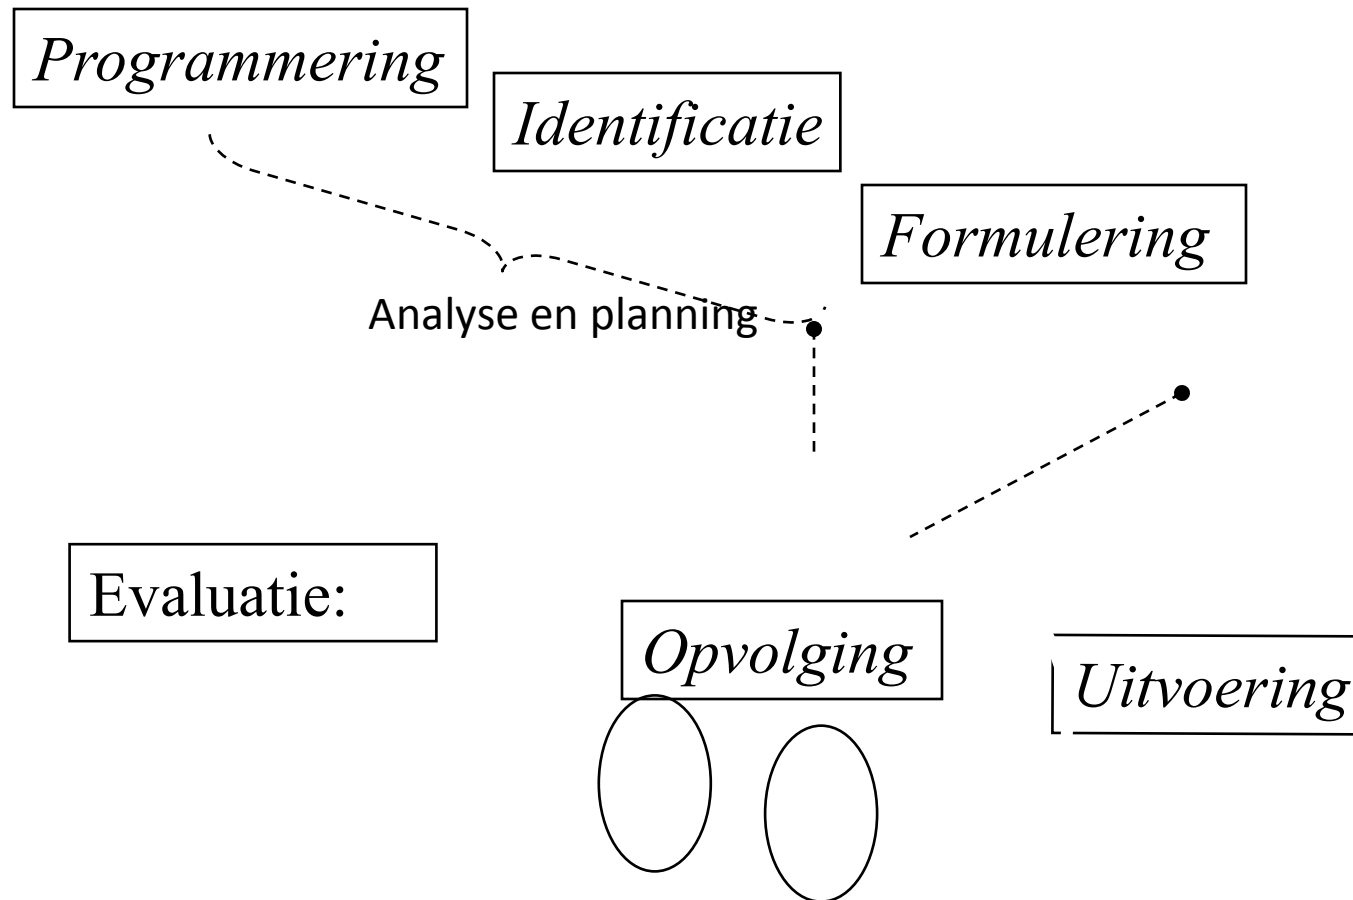 Programmering
Identificatie
Formulering
Analyse en planning
Evaluatie:
Opvolging
Uitvoering